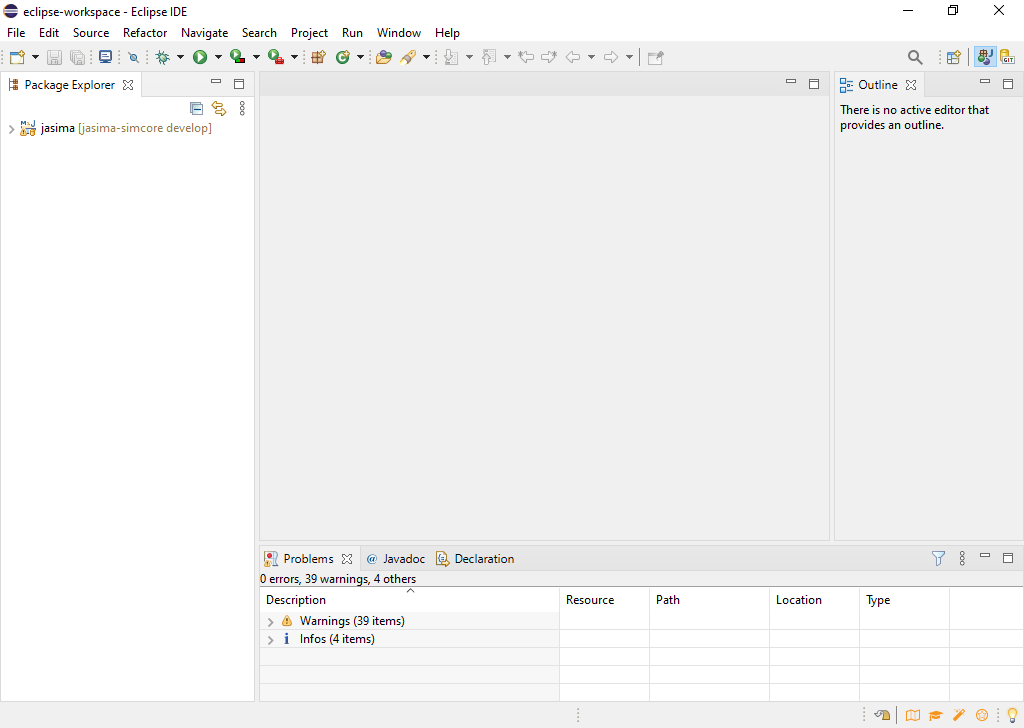 eclipse-workspace - Eclipse IDE
File Edit Source Refactor Navigate Search Project Run Window Help
Package Explorer
jasima [jasima-simcore develop]
Outline
There is no active editor that
provides an outline.
Problems @ Javadoc Declaration
0 errors, 39 warnings, 4 others
Description Resource Path Location Type
Warnings (39 items)
Infos (4 items)